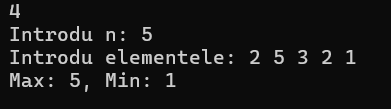 4
Introdu n: 5
Introdu elementele: 2 5 3 2 1
Max: 5, Min: 1